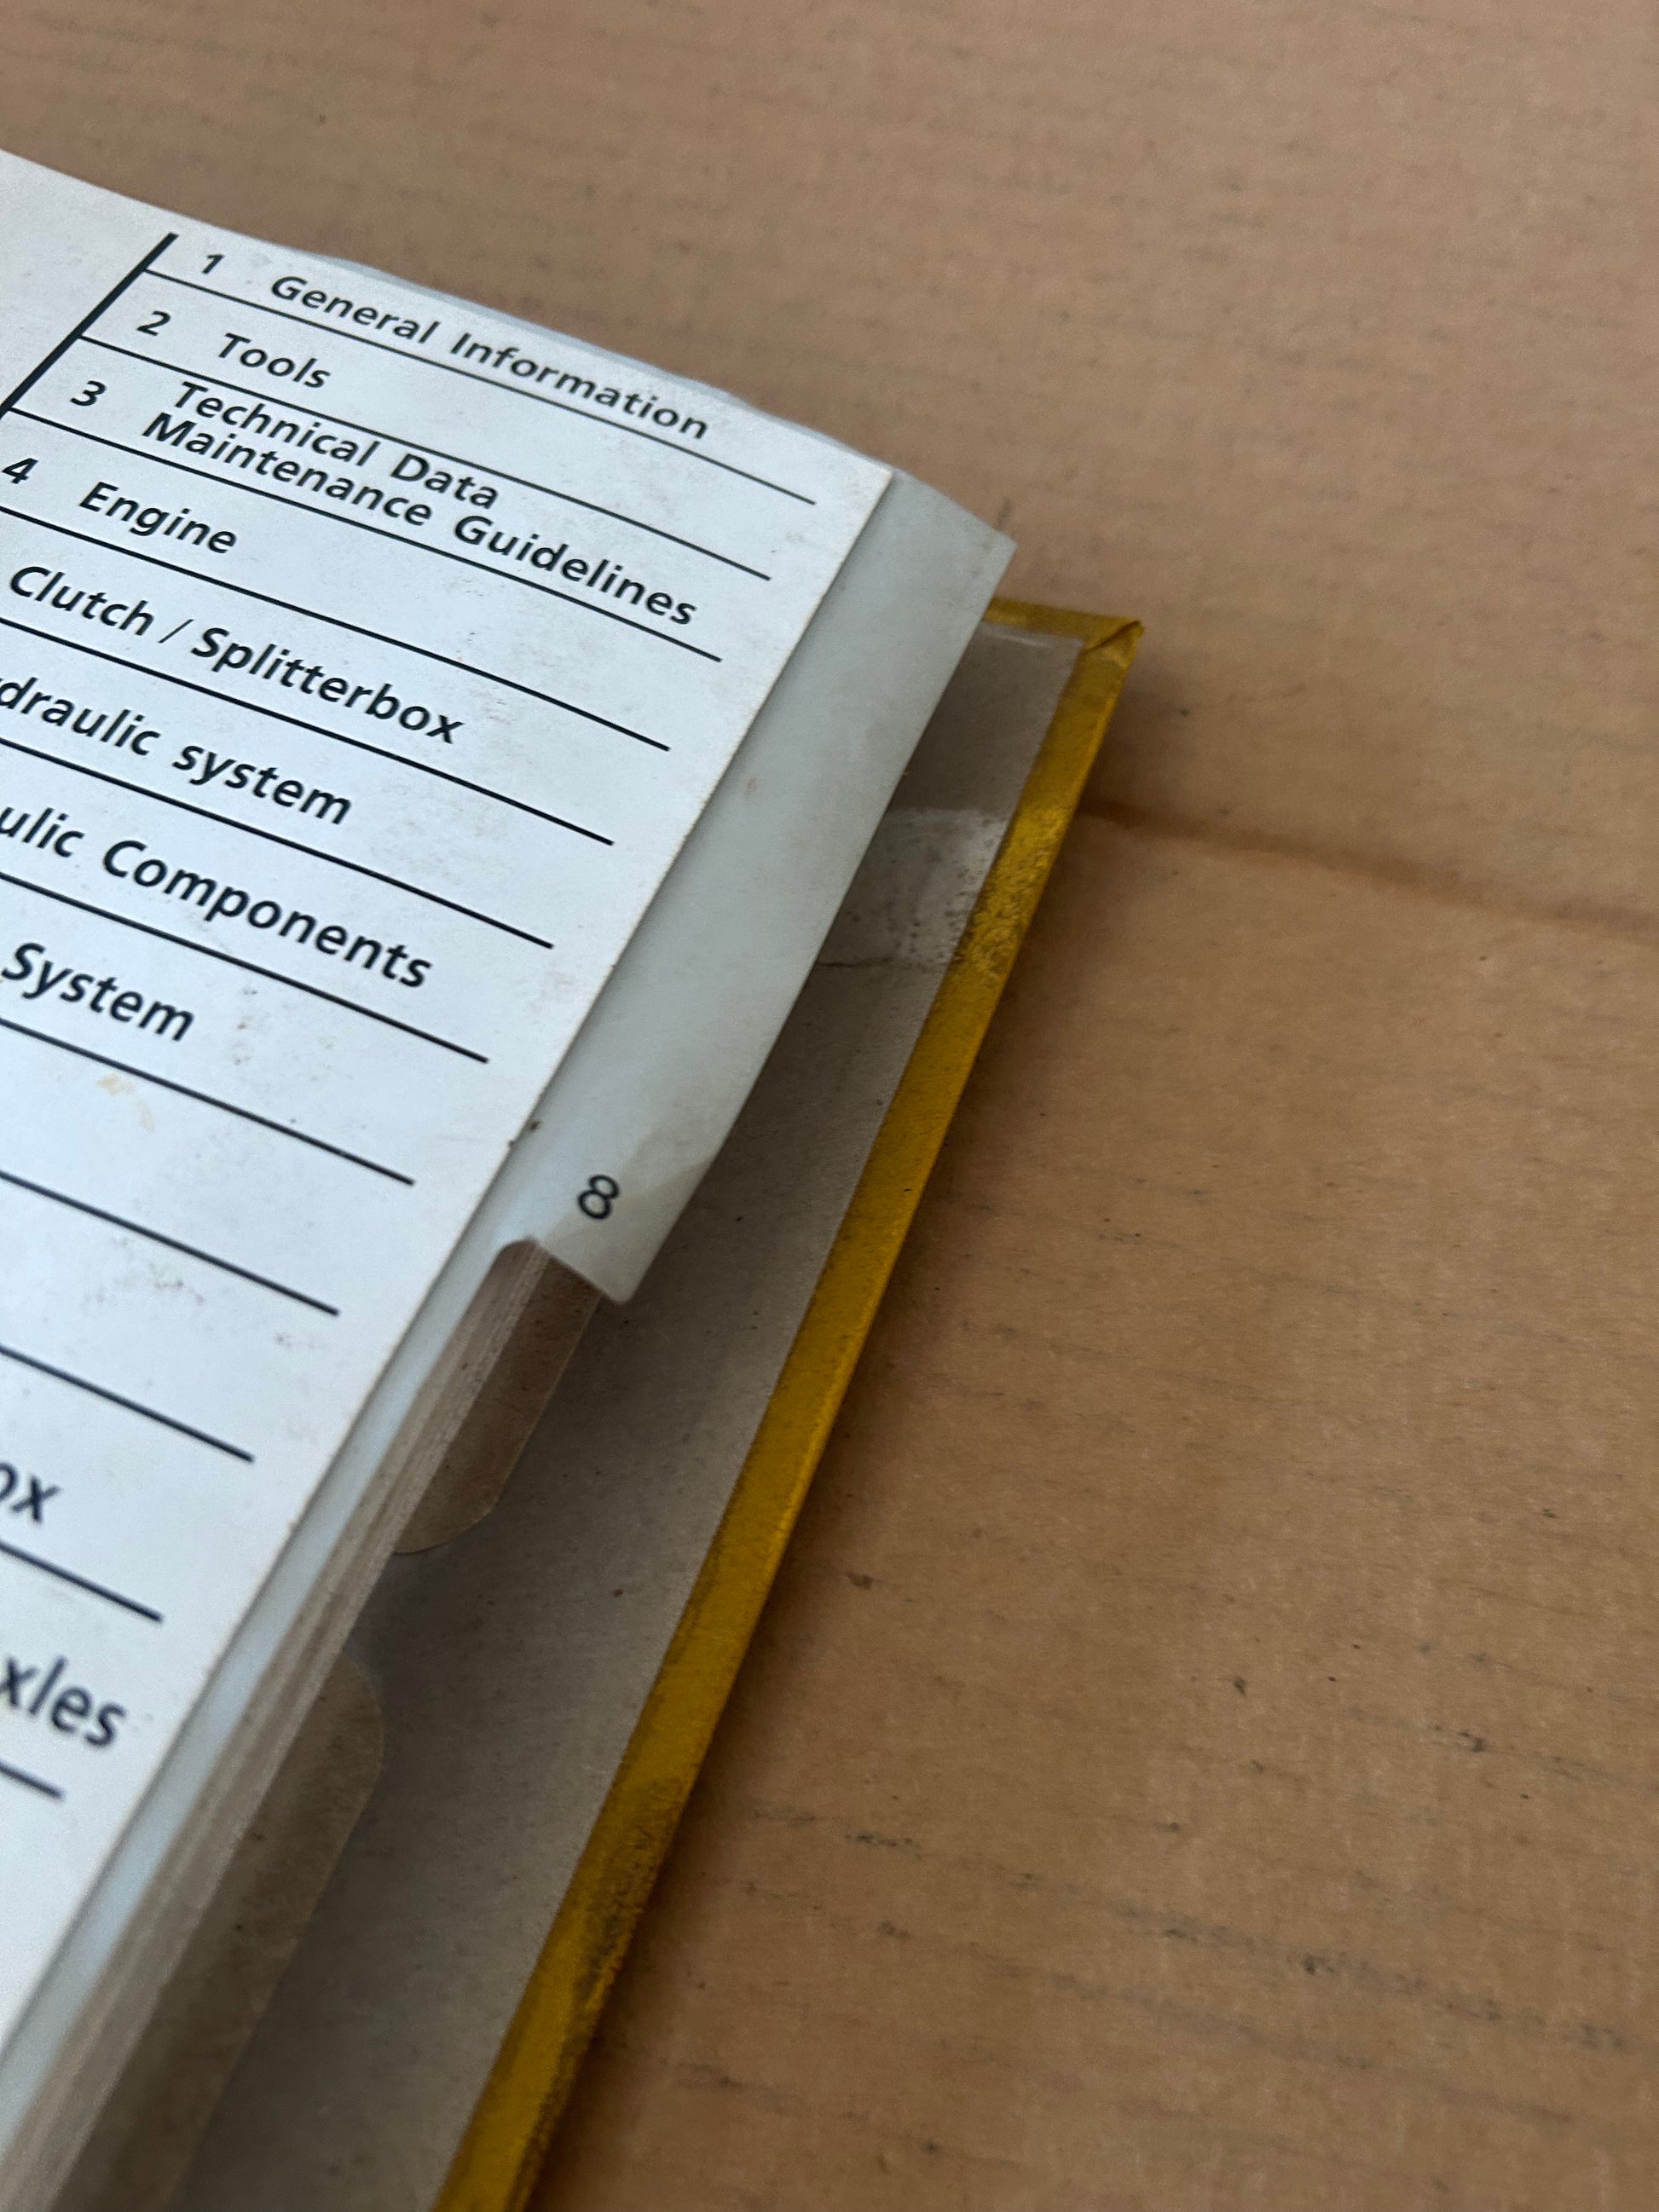 1 General Information
2 Tools
3 Technical Data
Maintenance Guidelines
4 Engine
Clutch / Splitterbox
draulic system
ulic Components
System
8
ox
xles